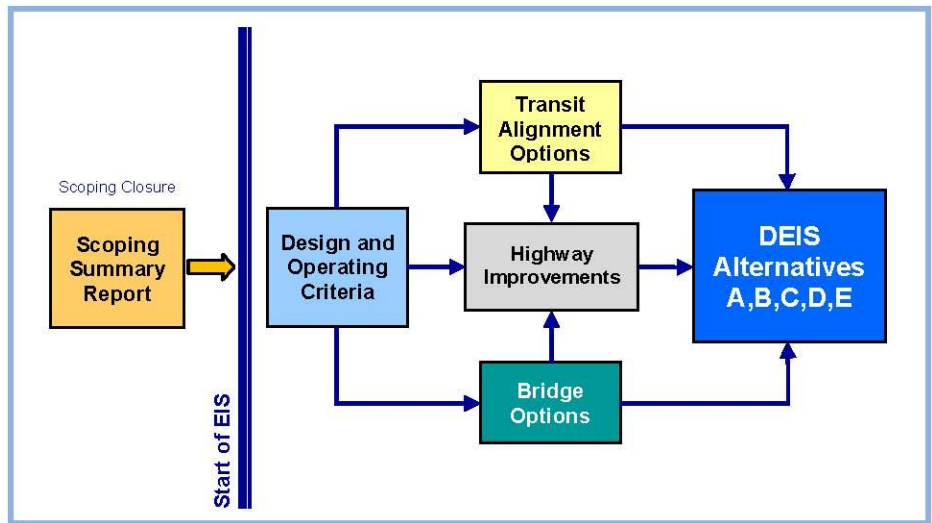 Scoping Closure
Scoping
Summary
Report
Start of EIS
Design and
Operating
Criteria
Transit
Alignment
Options
Highway
Improvements
Bridge
Options
DEIS
Alternatives
A,B,C,D,E